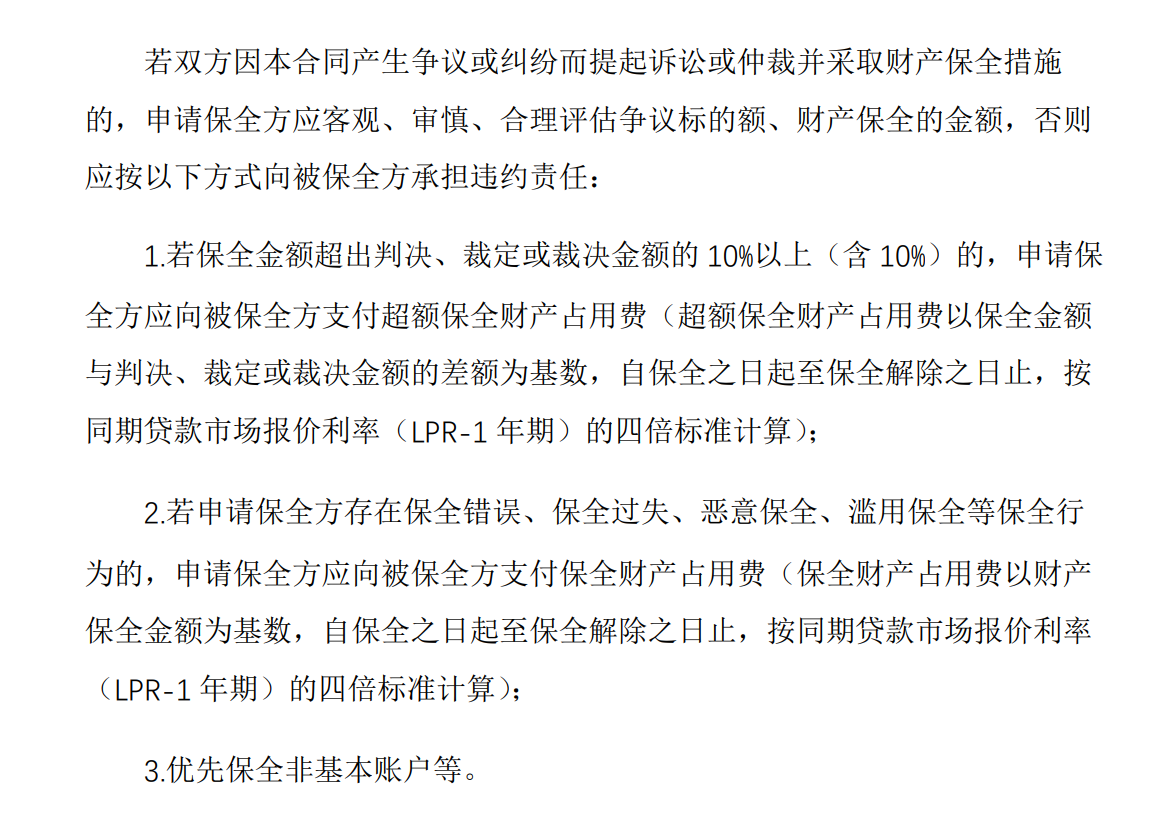 若双方因本合同产生争议或纠纷而提起诉讼或仲裁并采取财产保全措施
的，申请保全方应客观、审慎、合理评估争议标的额、财产保全的金额，否则
应按以下方式向被保全方承担违约责任：
1.若保全金额超出判决、裁定或裁决金额的 10%以上（含 10%）的，申请保
全方应向被保全方支付超额保全财产占用费（超额保全财产占用费以保全金额
与判决、裁定或裁决金额的差额为基数，自保全之日起至保全解除之日止，按
同期贷款市场报价利率（LPR-1 年期）的四倍标准计算）；
2.若申请保全方存在保全错误、保全过失、恶意保全、滥用保全等保全行
为的，申请保全方应向被保全方支付保全财产占用费（保全财产占用费以财产
保全金额为基数，自保全之日起至保全解除之日止，按同期贷款市场报价利率
（LPR-1 年期）的四倍标准计算）；
3.优先保全非基本账户等。